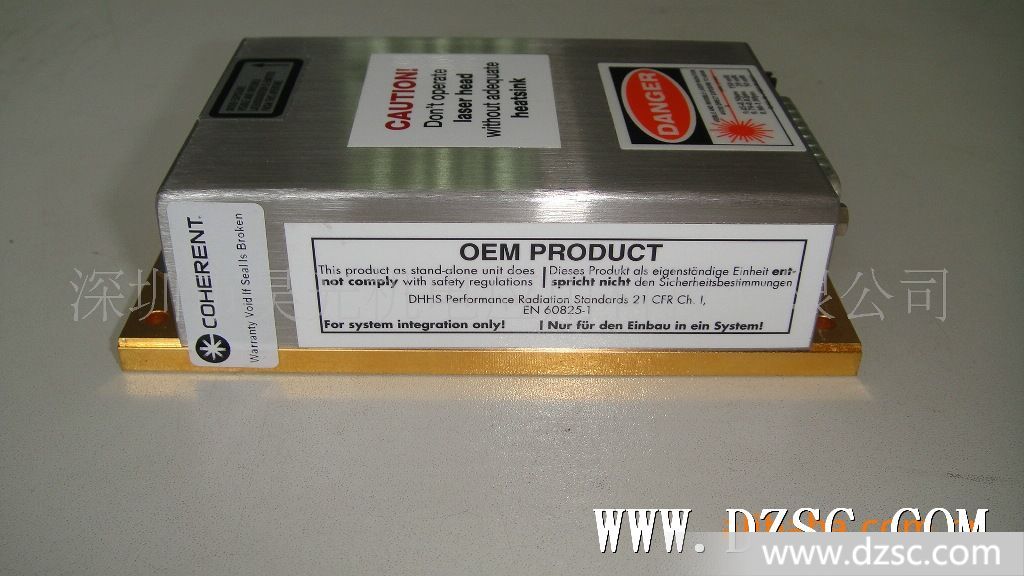 CAUTION!
Don't operate
laser head
without adequate
heatsink
DANGER
COHERENT
Warranty Void If Seal Is Broken
OEM PRODUCT
This product as stand-alone unit does
not comply with safety regulations
Dieses Produkt als eigenständige Einheit ent-
spricht nicht den Sicherheitsbestimmungen
DHHS Performance Radiation Standards 21 CFR Ch. I,
EN 60825-1
For system integration only!
Nur für den Einbau in ein System!
深圳
有限公司
WWW.DZSC.COM
www.dzsc.com